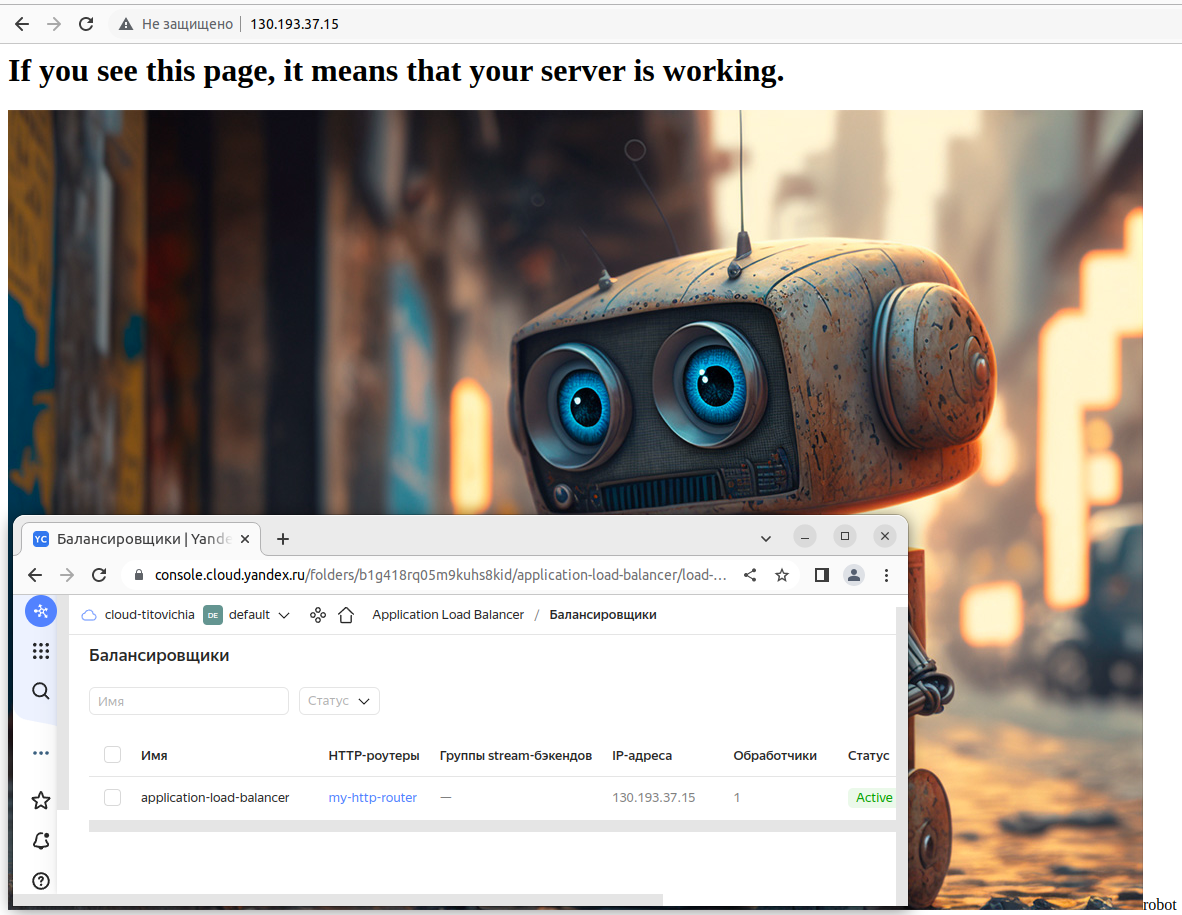 Не защищено 130.193.37.15
If you see this page, it means that your server is working.
YC Балансировщики | Yande
console.cloud.yandex.ru/folders/b1g418rq05m9kuhs8kid/application-load-balancer/load-...
cloud-titovichia DE default Application Load Balancer / Балансировщики
Балансировщики
Имя Статус
Имя HTTP-роутеры Группы stream-бэкендов IP-адреса Обработчики Статус
application-load-balancer my-http-router — 130.193.37.15 1 Active
robot